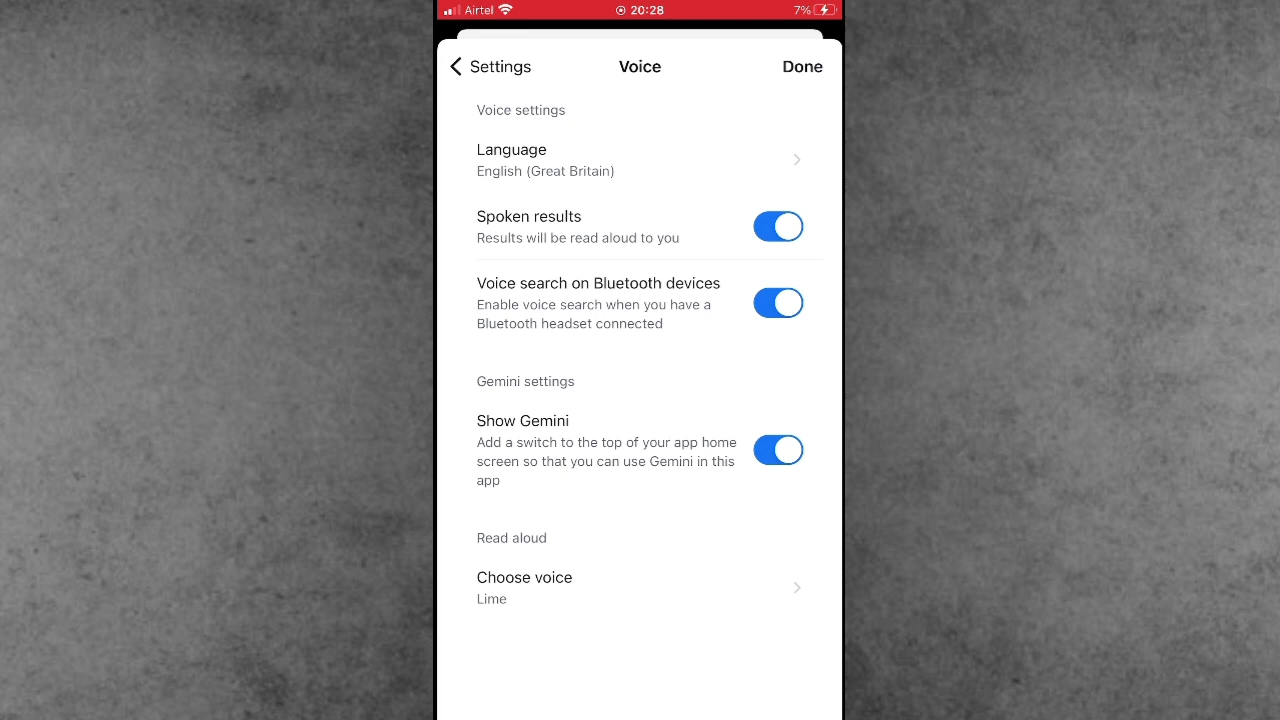 Airtel 20:28 7%
Settings Voice Done
Voice settings
Language
English (Great Britain)
Spoken results
Results will be read aloud to you
Voice search on Bluetooth devices
Enable voice search when you have a
Bluetooth headset connected
Gemini settings
Show Gemini
Add a switch to the top of your app home
screen so that you can use Gemini in this
app
Read aloud
Choose voice
Lime